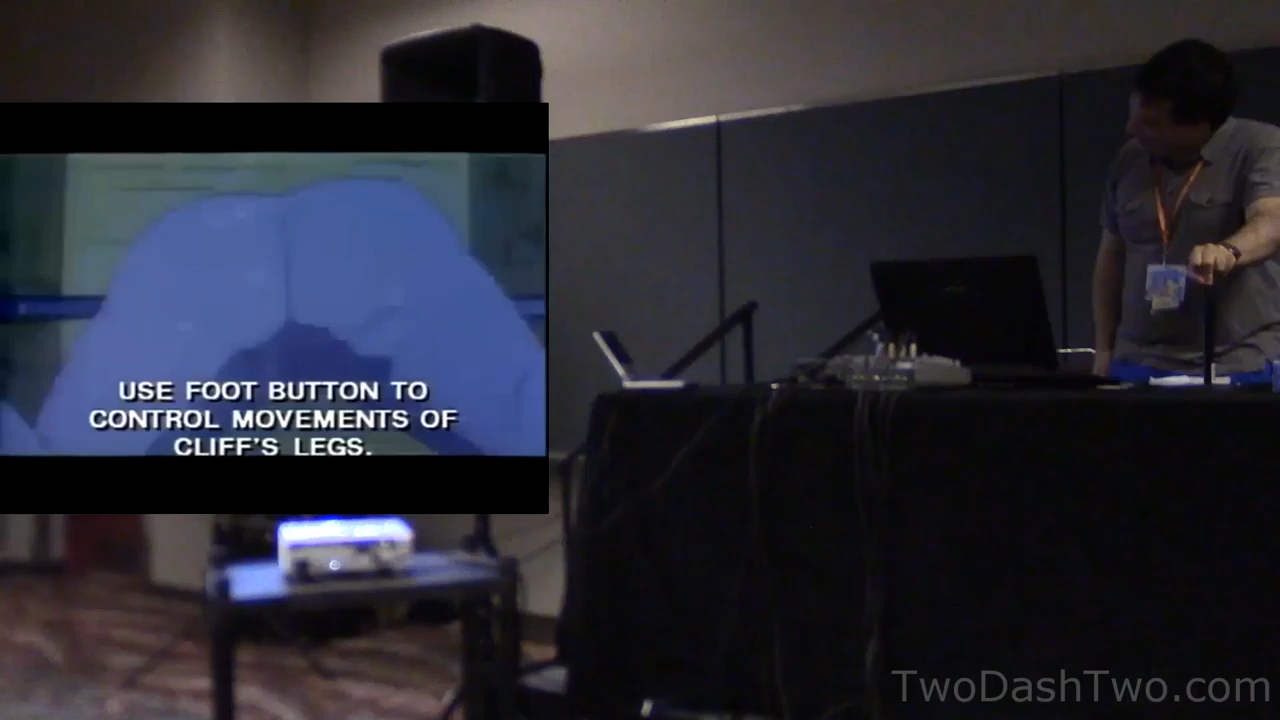 USE FOOT BUTTON TO
CONTROL MOVEMENTS OF
CLIFF'S LEGS.
TwoDashTwo.com